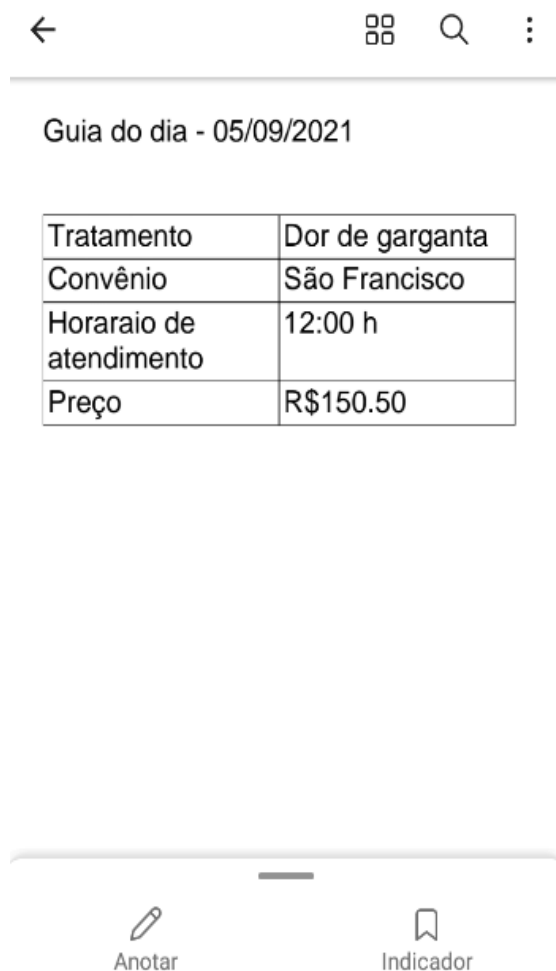 Guia do dia - 05/09/2021
Tratamento Dor de garganta
Convênio São Francisco
Horaraio de 12:00 h
atendimento
Preço R$150.50
Anotar Indicador